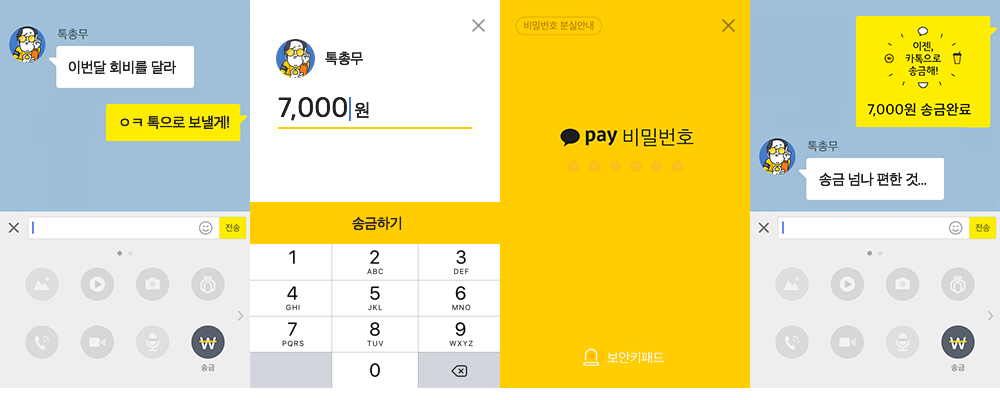 톡총무
이번달 회비를 달라
ㅇㅋ 톡으로 보낼게!
전송
송금
톡총무
7,000원
송금하기
1
2
ABC
3
DEF
4
GHI
5
JKL
6
MNO
7
PQRS
8
TUV
9
WXYZ
0
비밀번호 분실안내
pay 비밀번호
보안키패드
이젠,
카톡으로
송금해!
7,000원 송금완료
톡총무
송금 넘나 편한 것...
전송
송금